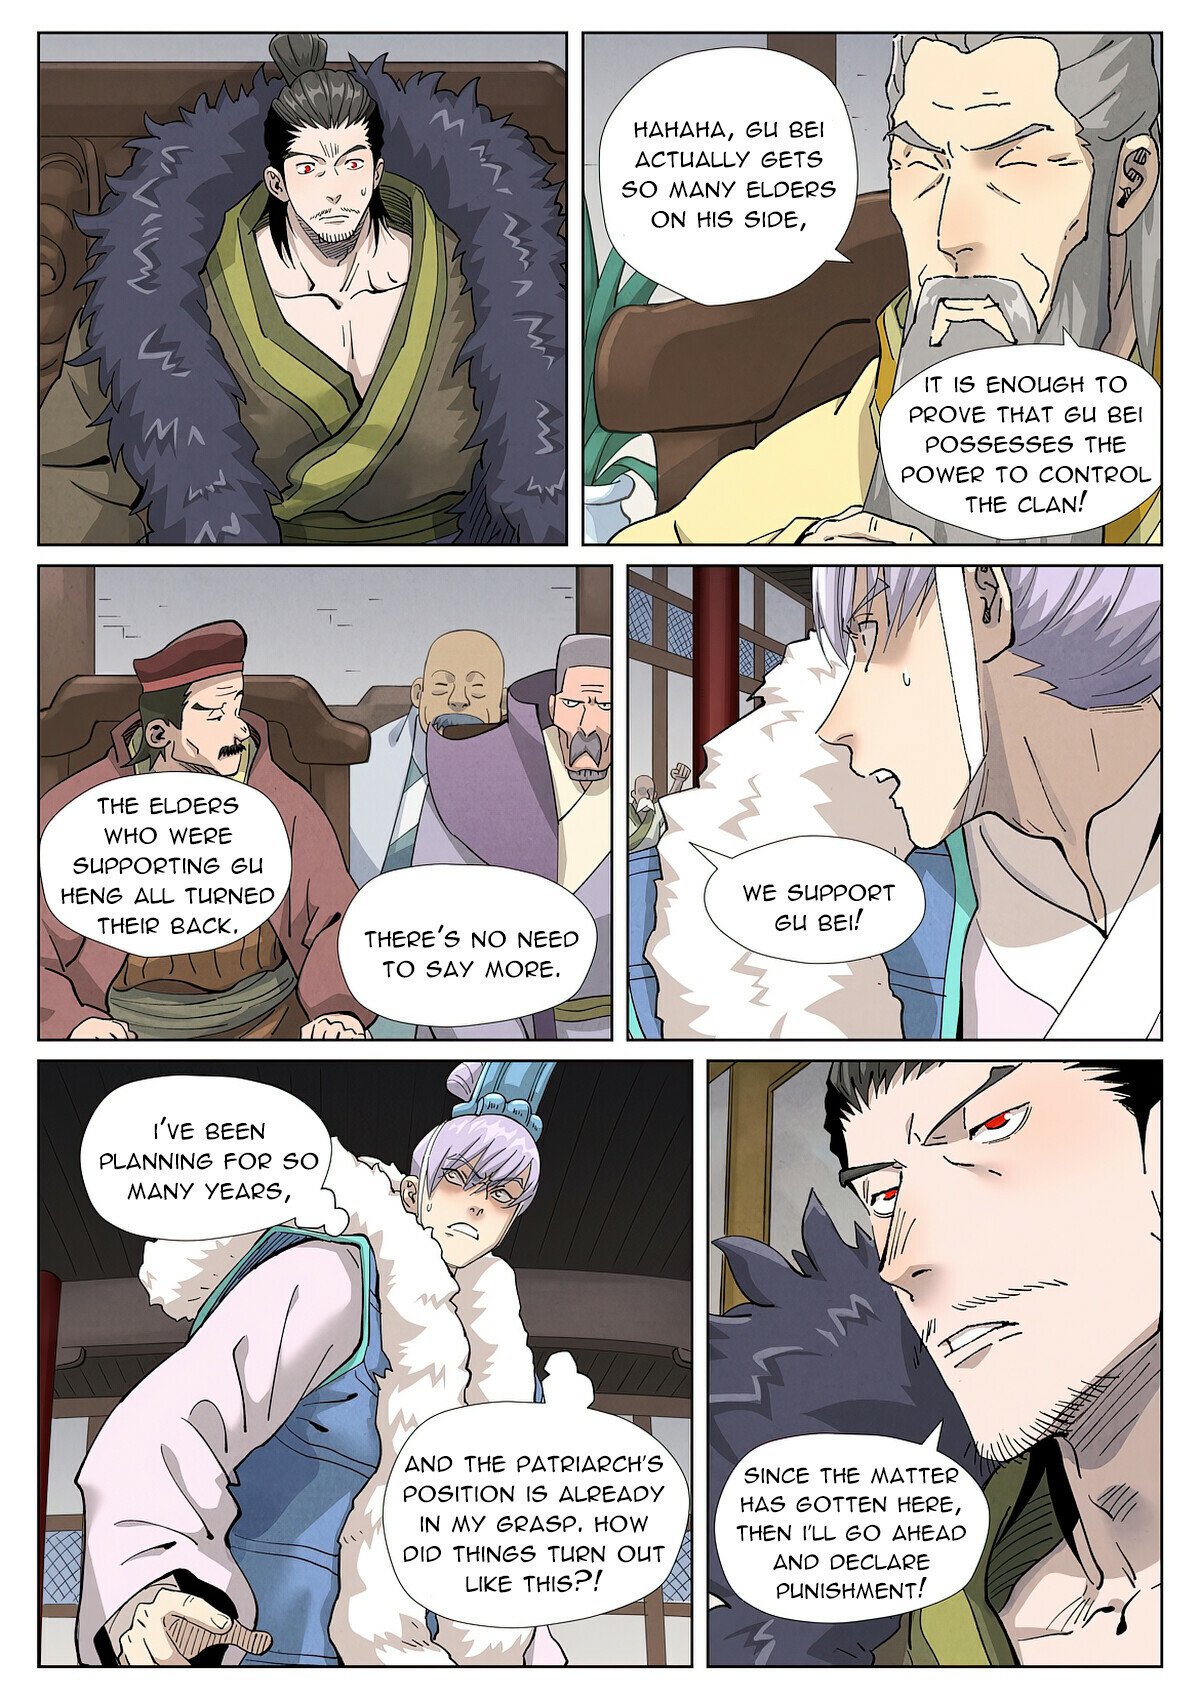 HAHAHA, GU BEI
ACTUALLY GETS
SO MANY ELDERS
ON HIS SIDE,
IT IS ENOUGH TO
PROVE THAT GU BEI
POSSESSES THE
POWER TO CONTROL
THE CLAN!
THE ELDERS
WHO WERE
SUPPORTING GU
HENG ALL TURNED
THEIR BACK.
THERE'S NO NEED
TO SAY MORE.
WE SUPPORT
GU BEI!
I'VE BEEN
PLANNING FOR SO
MANY YEARS,
AND THE PATRIARCH'S
POSITION IS ALREADY
IN MY GRASP. HOW
DID THINGS TURN OUT
LIKE THIS?!
SINCE THE MATTER
HAS GOTTEN HERE,
THEN I'LL GO AHEAD
AND DECLARE
PUNISHMENT!